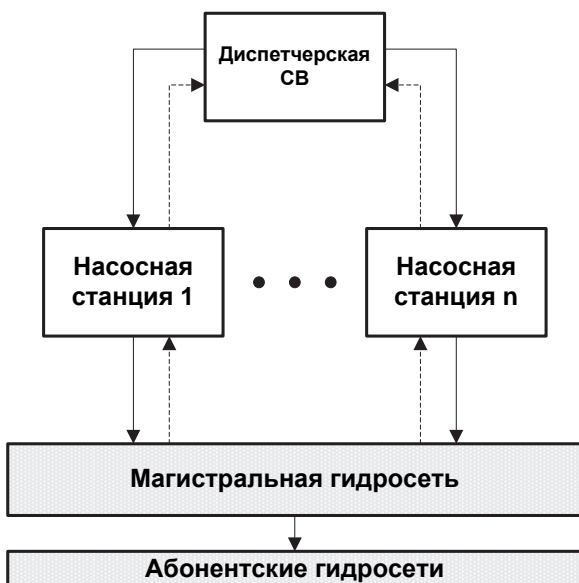 Диспетчерская
СВ
Насосная
станция 1
Насосная
станция n
Магистральная гидросеть
Абонентские гидросети